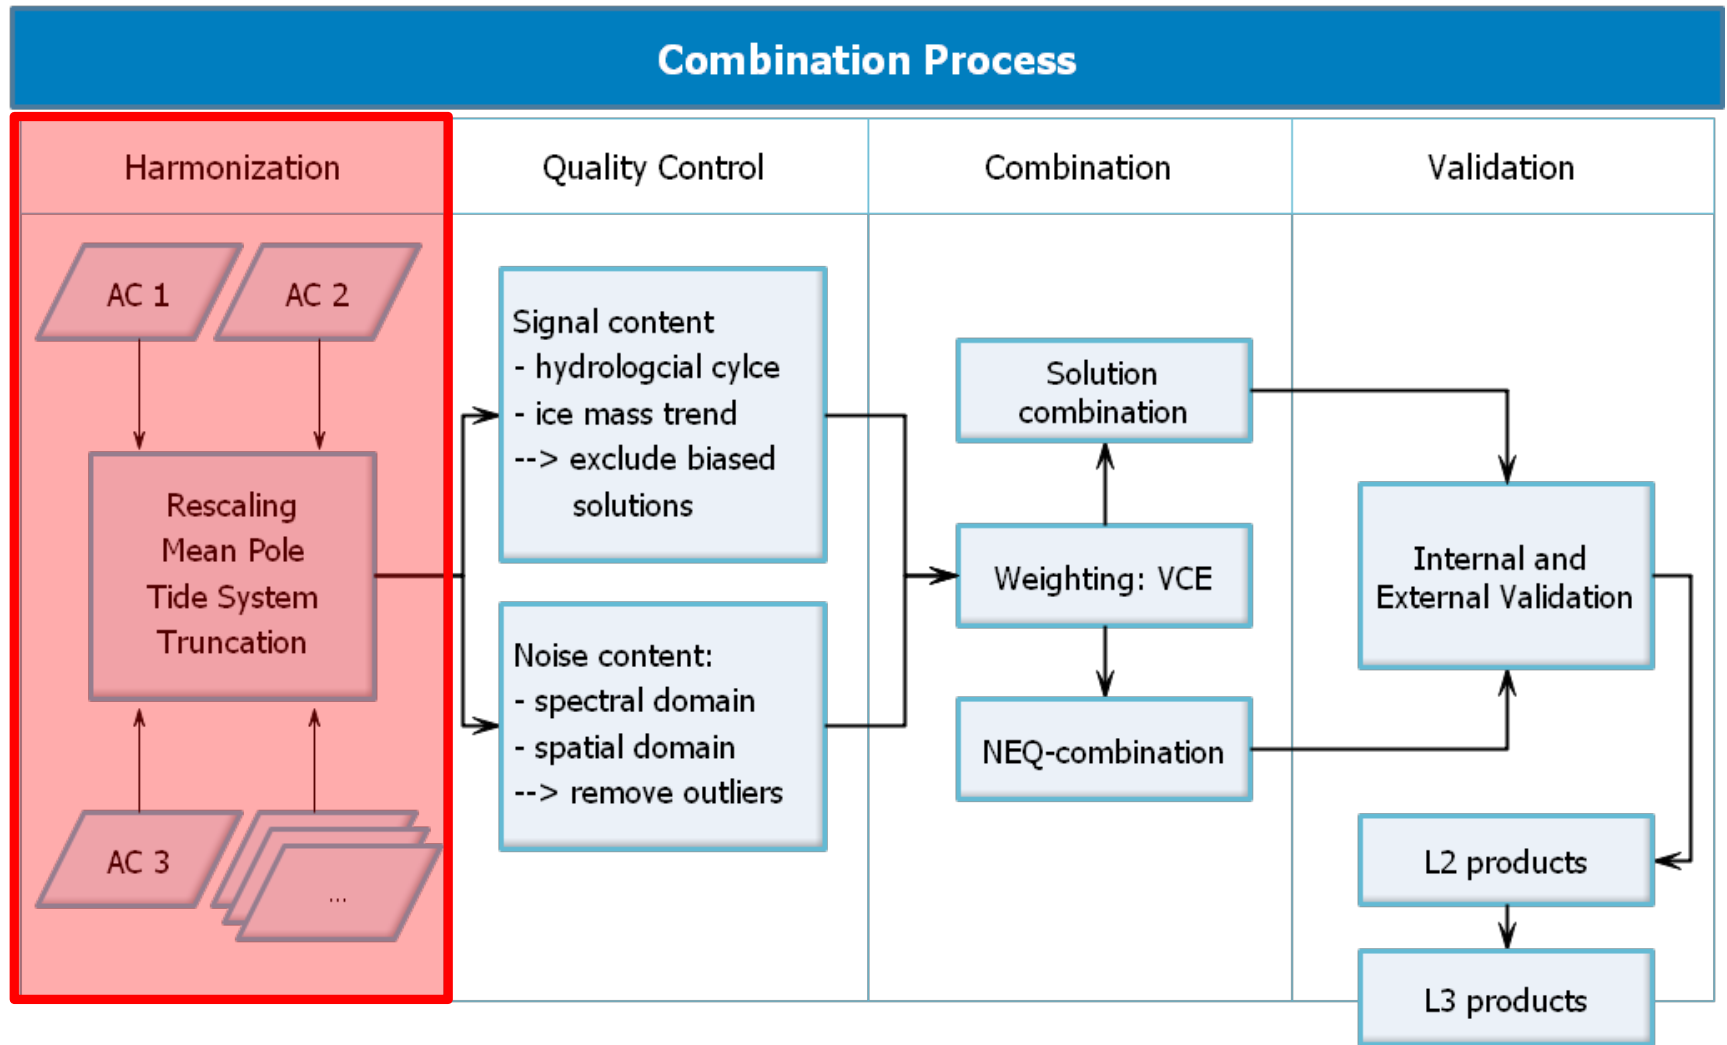 Combination Process
Harmonization
Quality Control
Combination
Validation
AC 1
AC 2
Rescaling
Mean Pole
Tide System
Truncation
AC 3
...
Signal content
- hydrologcial cylce
- ice mass trend
--> exclude biased
solutions
Noise content:
- spectral domain
- spatial domain
--> remove outliers
Solution
combination
Weighting: VCE
NEQ-combination
Internal and
External Validation
L2 products
L3 products